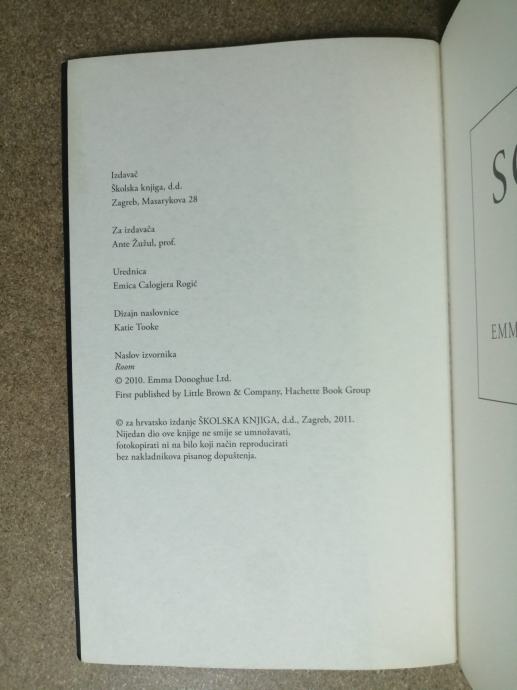 Izdavač
Školska knjiga, d.d.
Zagreb, Masarykova 28
Za izdavača
Ante Žužul, prof.
Urednica
Emica Calogjera Rogić
Dizajn naslovnice
Katie Tooke
Naslov izvornika
Room
© 2010. Emma Donoghue Ltd.
First published by Little Brown & Company, Hachette Book Group
© za hrvatsko izdanje ŠKOLSKA KNJIGA, d.d., Zagreb, 2011.
Nijedan dio ove knjige ne smije se umnožavati,
fotokopirati ni na bilo koji način reproducirati
bez nakladnikova pisanog dopuštenja.